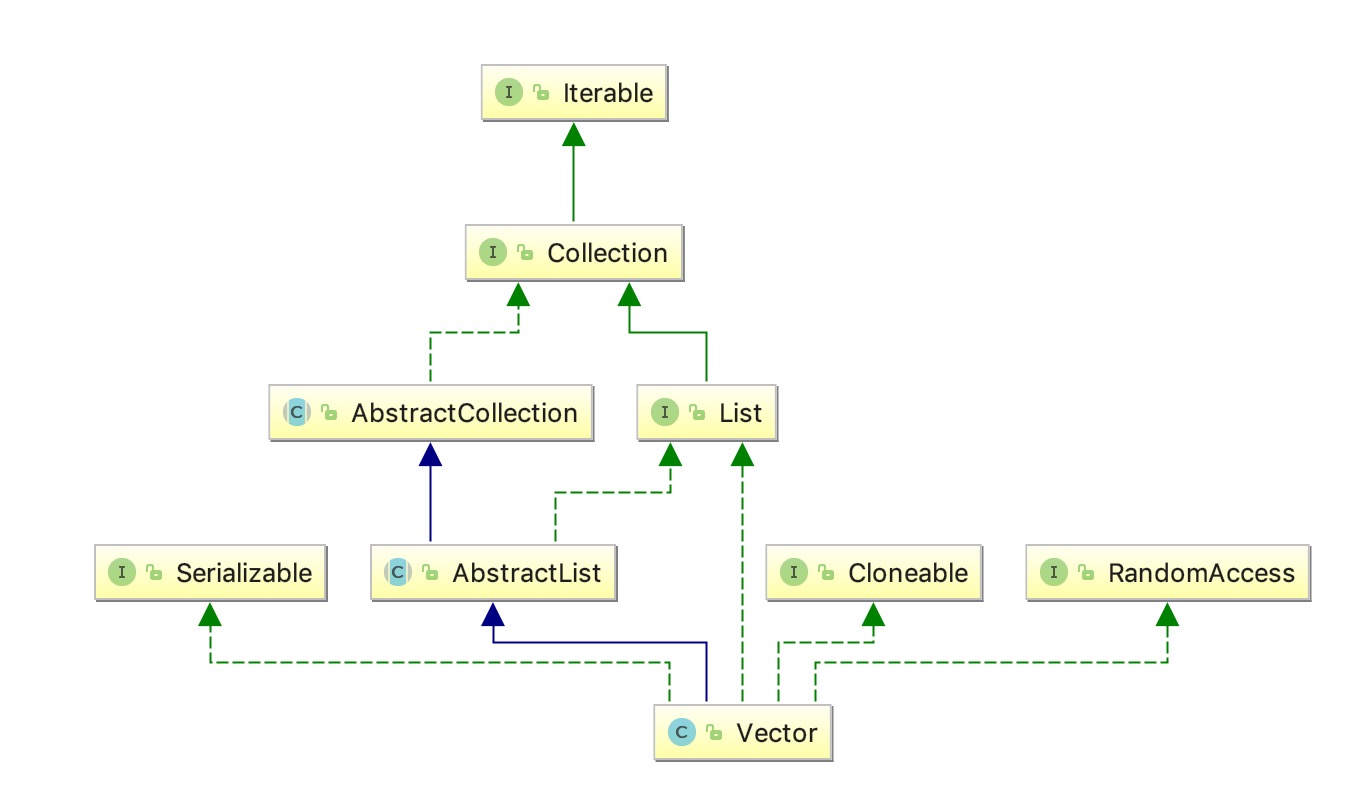 I Iterable
I Collection
C AbstractCollection
I List
I Serializable
C AbstractList
I Cloneable
I RandomAccess
C Vector